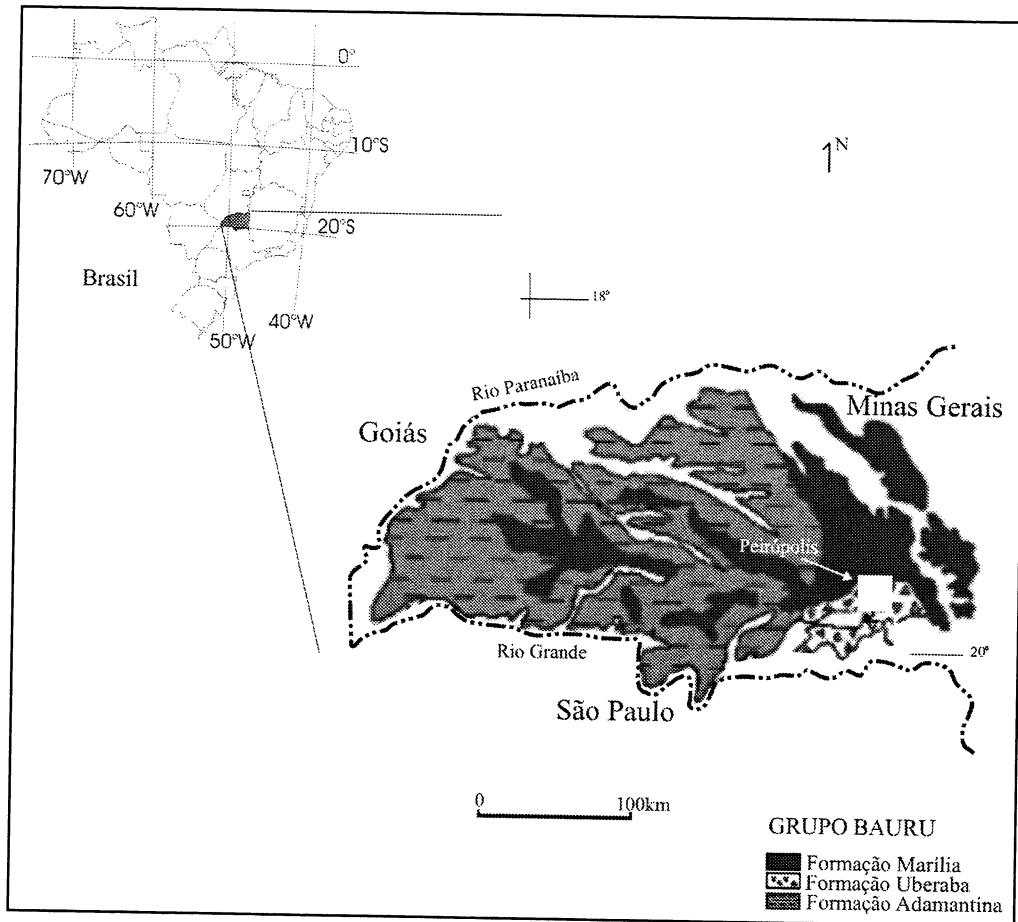 0°
10°S
70°W
60°W
20°S
Brasil
40°W
50°W
N
18°
Rio Paranaíba
Minas Gerais
Goiás
Peirópolis
Rio Grande
20°
São Paulo
0 100km
GRUPO BAURU
Formação Marília
Formação Uberaba
Formação Adamantina